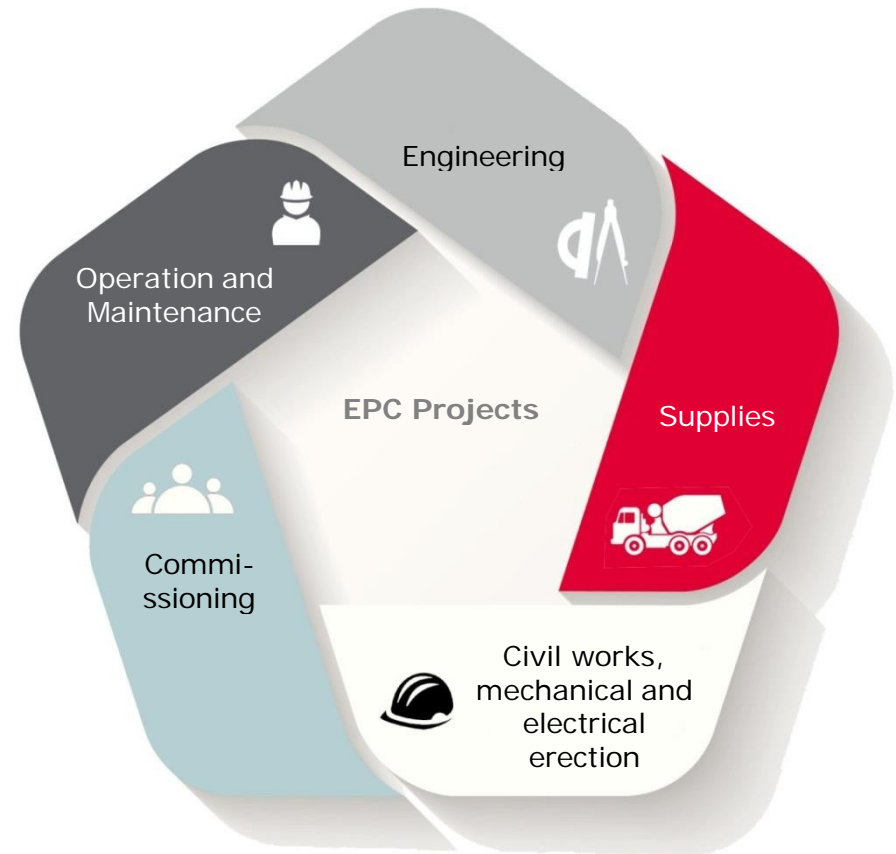 Engineering
Operation and
Maintenance
EPC Projects
Supplies
Commi-
ssioning
Civil works,
mechanical and
electrical
erection